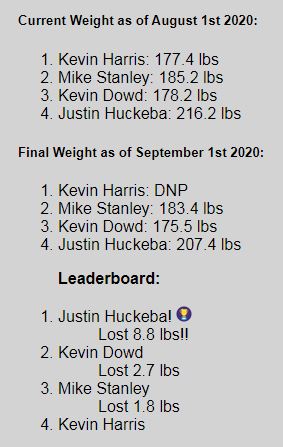 Current Weight as of August 1st 2020:
1. Kevin Harris: 177.4 lbs
2. Mike Stanley: 185.2 lbs
3. Kevin Dowd: 178.2 lbs
4. Justin Huckeba: 216.2 lbs
Final Weight as of September 1st 2020:
1. Kevin Harris: DNP
2. Mike Stanley: 183.4 lbs
3. Kevin Dowd: 175.5 lbs
4. Justin Huckeba: 207.4 lbs
Leaderboard:
1. Justin Huckeba!
Lost 8.8 lbs!!
2. Kevin Dowd
Lost 2.7 lbs
3. Mike Stanley
Lost 1.8 lbs
4. Kevin Harris